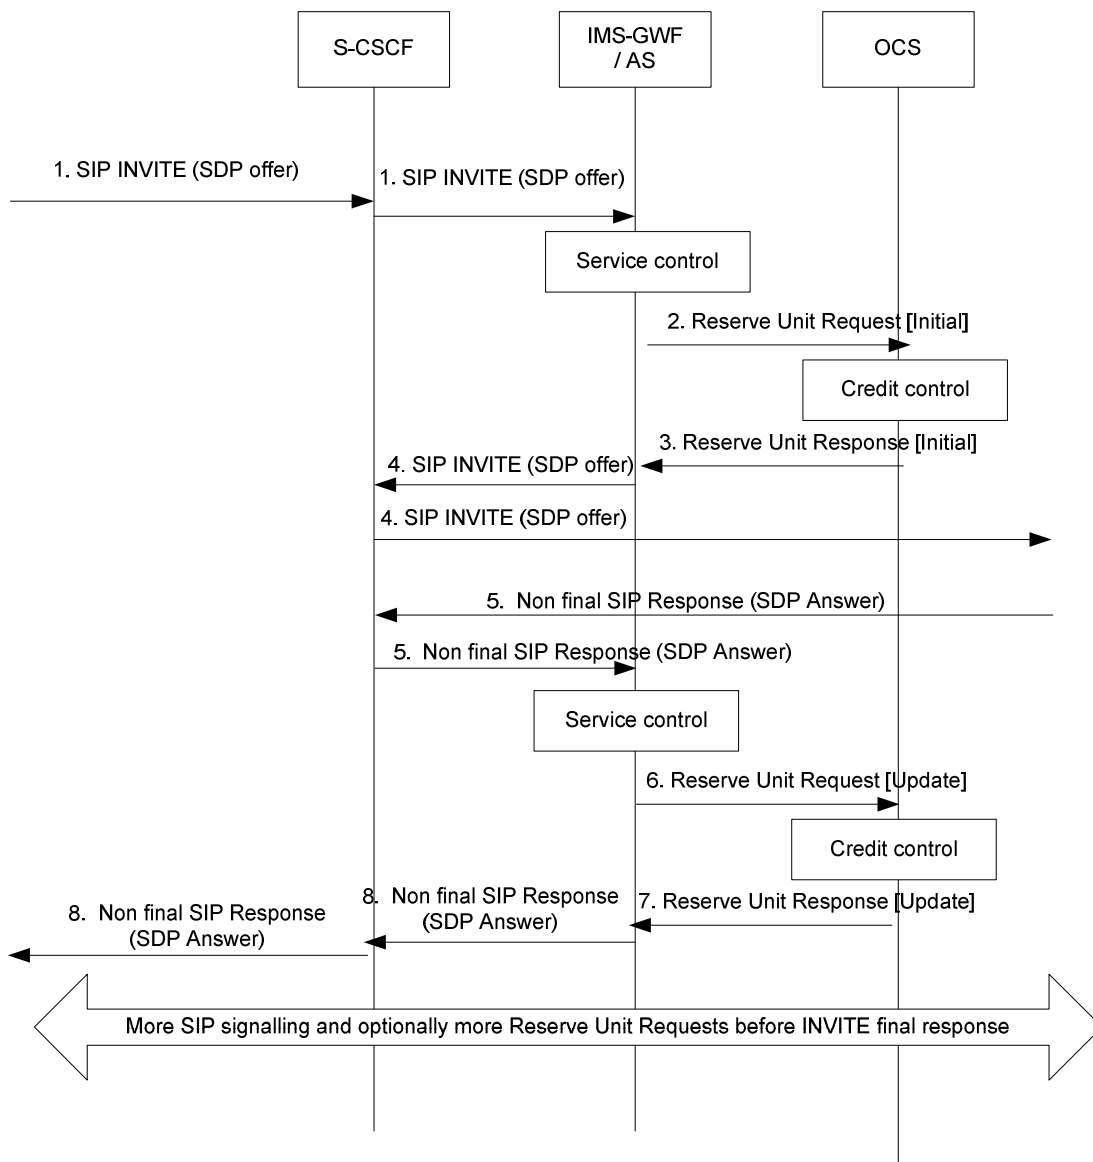 S-CSCF
IMS-GWF
/ AS
OCS
1. SIP INVITE (SDP offer)
1. SIP INVITE (SDP offer)
Service control
2. Reserve Unit Request [Initial]
Credit control
3. Reserve Unit Response [Initial]
4. SIP INVITE (SDP offer)
4. SIP INVITE (SDP offer)
5. Non final SIP Response (SDP Answer)
5. Non final SIP Response (SDP Answer)
Service control
6. Reserve Unit Request [Update]
Credit control
7. Reserve Unit Response [Update]
8. Non final SIP Response
(SDP Answer)
8. Non final SIP Response
(SDP Answer)
More SIP signalling and optionally more Reserve Unit Requests before INVITE final response